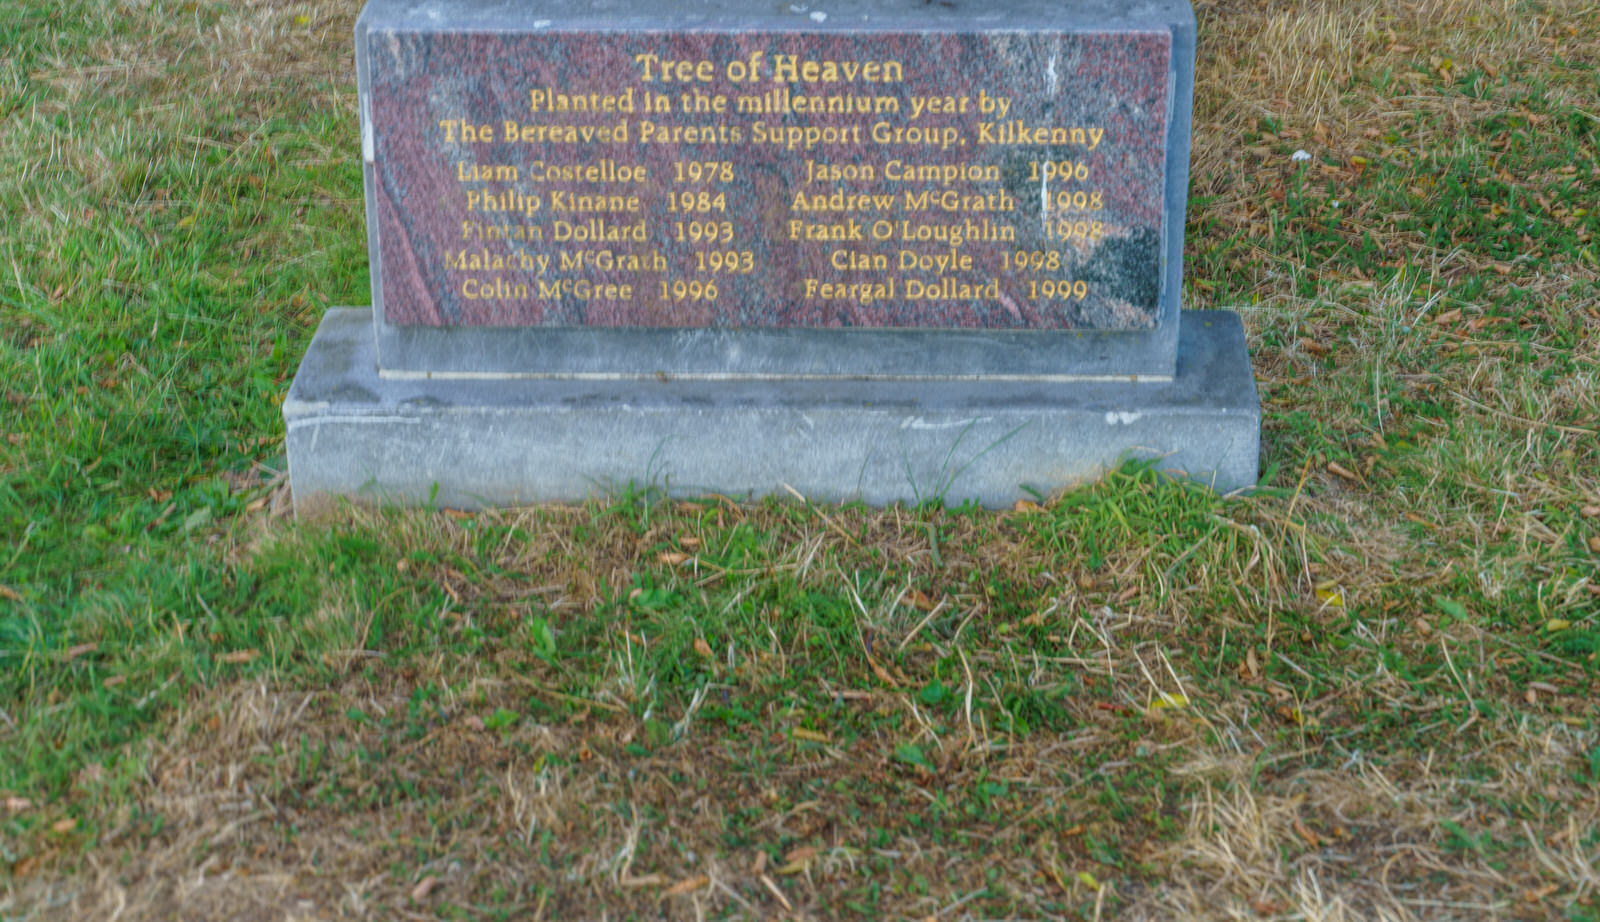 Tree of Heaven
Planted in the millennium year by
The Bereaved Parents Support Group, Kilkenny
Liam Costelloe 1978 Jason Campion 1996
Philip Kinane 1984 Andrew McGrath 1998
Fintan Dollard 1993 Frank O'Loughlin 1998
Malachy McGrath 1993 Cian Doyle 1998
Colin McGree 1996 Feargal Dollard 1999